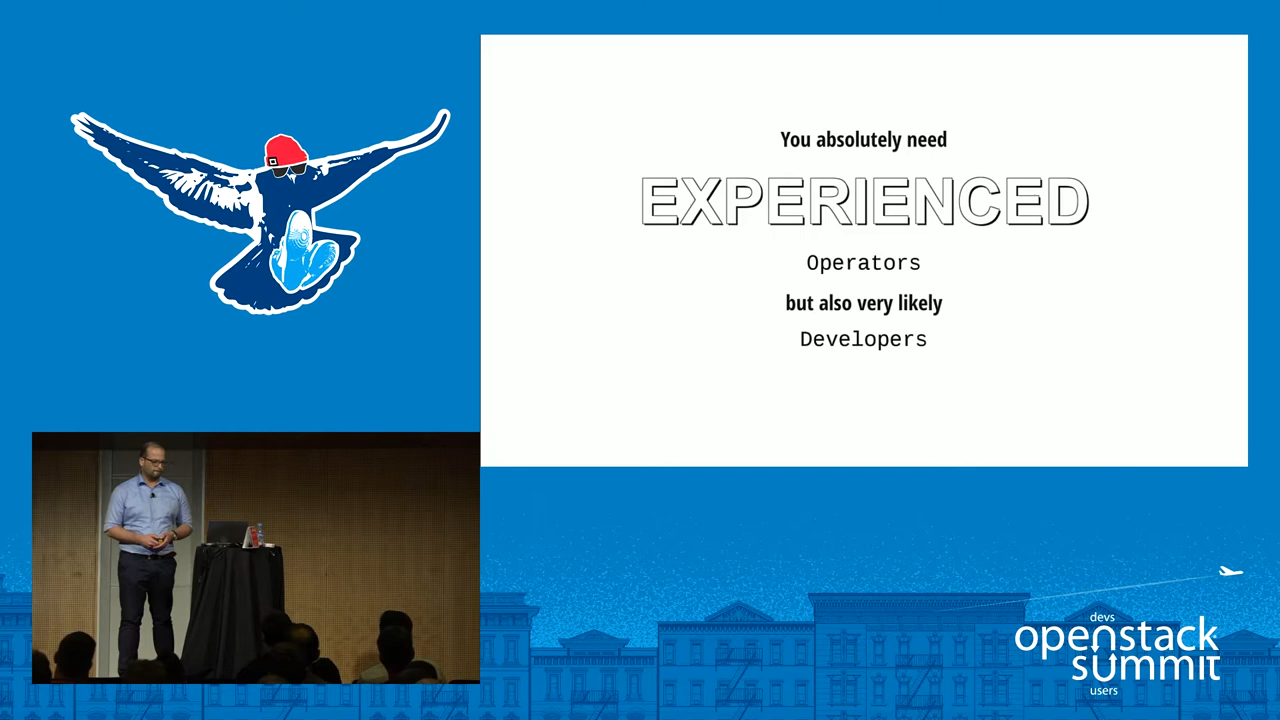 You absolutely need
EXPERIENCED
Operators
but also very likely
Developers
devs
openstack
summit
users